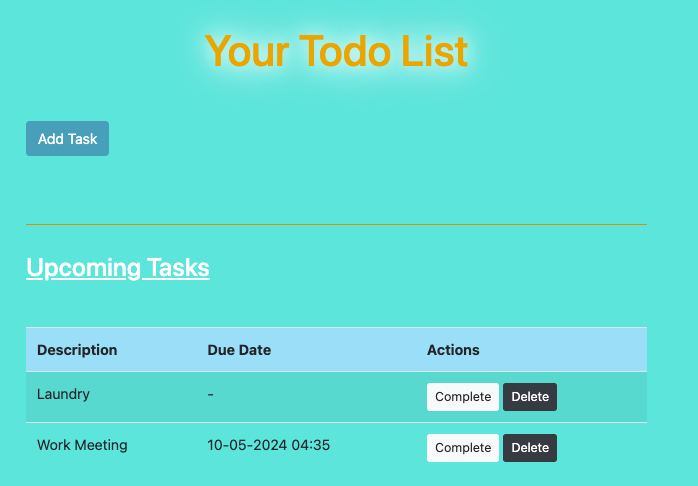 Your Todo List
Add Task
Upcoming Tasks
Description Due Date Actions
Laundry - Complete Delete
Work Meeting 10-05-2024 04:35 Complete Delete